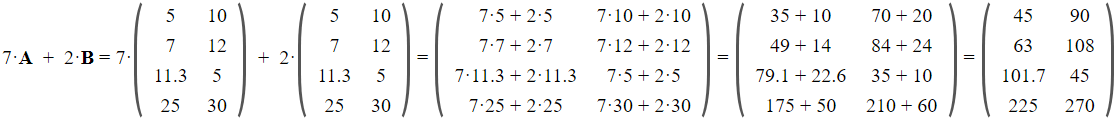 5 10 5 10 7·5 + 2·5 7·10 + 2·10 35 + 10 70 + 20 45 90
7 12 7 12 7·7 + 2·7 7·12 + 2·12 49 + 14 84 + 24 63 108
7·A + 2·B = 7· + 2· = = =
11.3 5 11.3 5 7·11.3 + 2·11.3 7·5 + 2·5 79.1 + 22.6 35 + 10 101.7 45
25 30 25 30 7·25 + 2·25 7·30 + 2·30 175 + 50 210 + 60 225 270